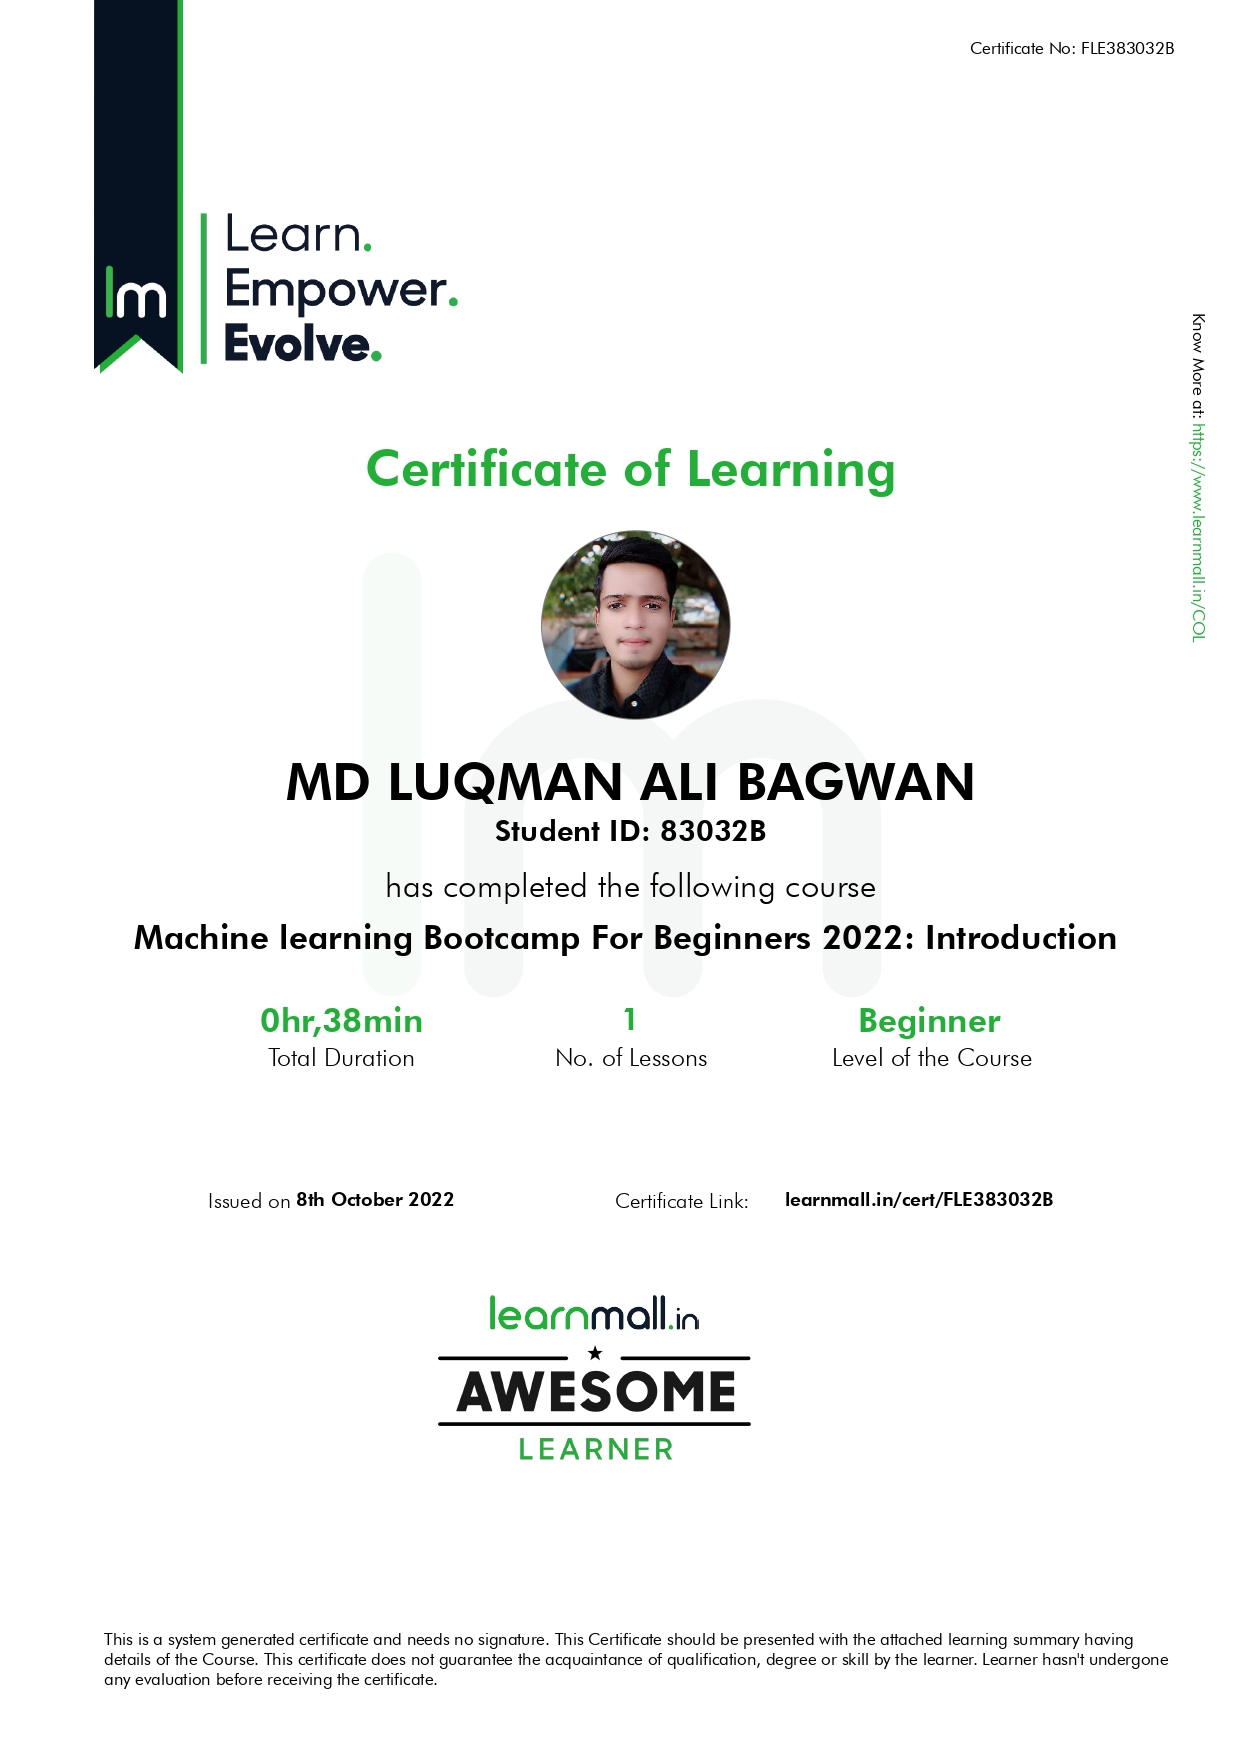 Certificate No: FLE383032B
lm
Learn.
Empower.
Evolve.
Know More at: https://www.learnmall.in/COL
Certificate of Learning
MD LUQMAN ALI BAGWAN
Student ID: 83032B
has completed the following course
Machine learning Bootcamp For Beginners 2022: Introduction
0hr,38min 1 Beginner
Total Duration No. of Lessons Level of the Course
Issued on 8th October 2022 Certificate Link: learnmall.in/cert/FLE383032B
learnmall.in
AWESOME
LEARNER
This is a system generated certificate and needs no signature. This Certificate should be presented with the attached learning summary having
details of the Course. This certificate does not guarantee the acquaintance of qualification, degree or skill by the learner. Learner hasn't undergone
any evaluation before receiving the certificate.